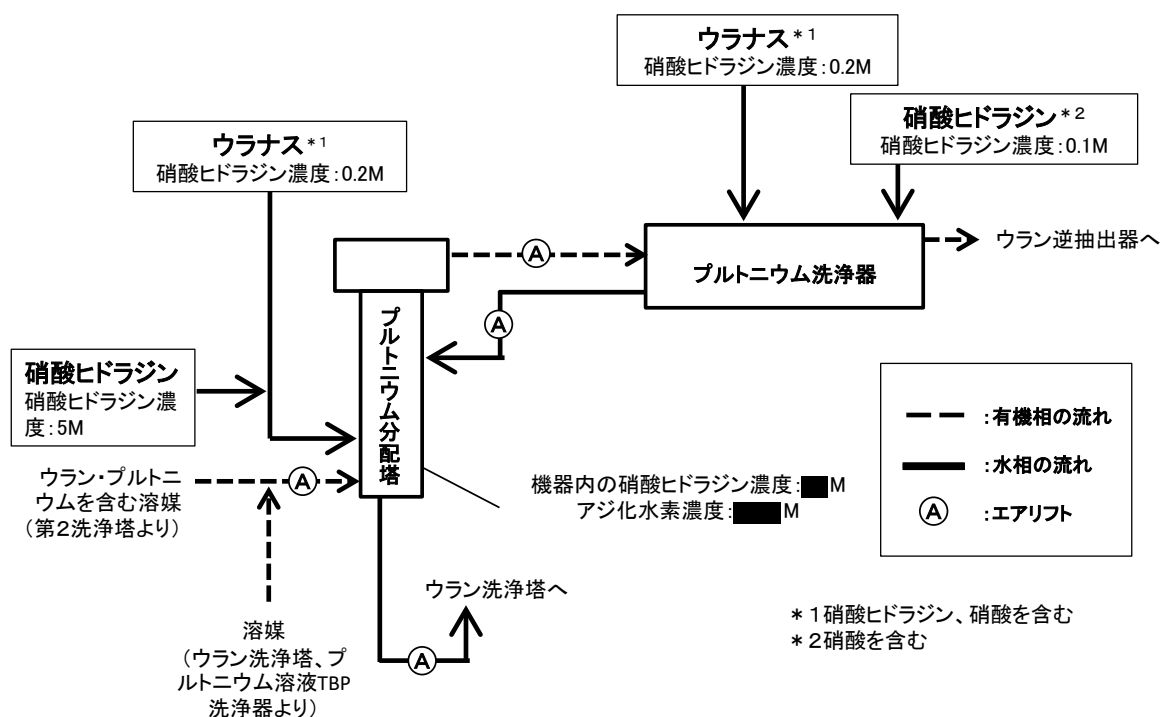 ウラナス*1
硝酸ヒドラジン濃度:0.2M
硝酸ヒドラジン*2
硝酸ヒドラジン濃度:0.1M
ウラナス*1
硝酸ヒドラジン濃度:0.2M
A
プルトニウム洗浄器
ウラン逆抽出器へ
A
プルトニウム分配塔
硝酸ヒドラジン
硝酸ヒドラジン濃
度:5M
ウラン・プルトニ
ウムを含む溶媒
(第2洗浄塔より)
A
機器内の硝酸ヒドラジン濃度: M
アジ化水素濃度: M
:有機相の流れ
:水相の流れ
A :エアリフト
ウラン洗浄塔へ
A
溶媒
(ウラン洗浄塔、プ
ルトニウム溶液TBP
洗浄器より)
*1硝酸ヒドラジン、硝酸を含む
*2硝酸を含む